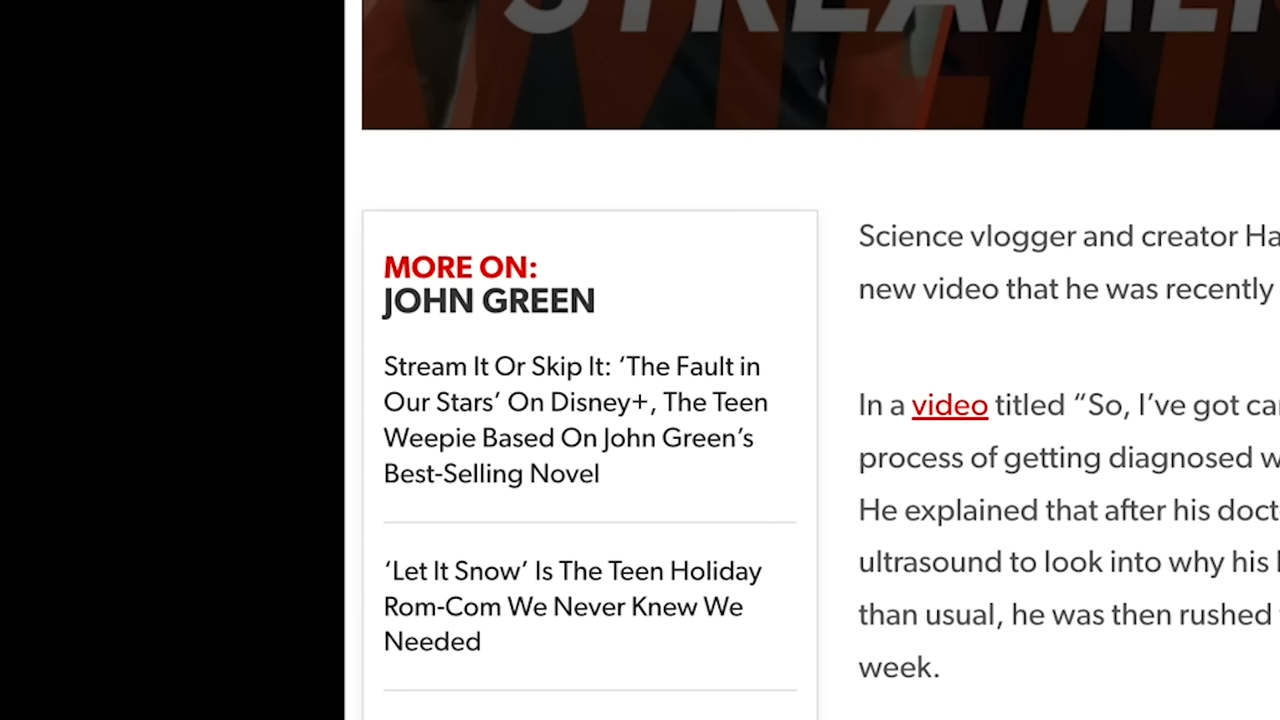 MORE ON:
JOHN GREEN
Stream It Or Skip It: ‘The Fault in
Our Stars’ On Disney+, The Teen
Weepie Based On John Green’s
Best-Selling Novel
‘Let It Snow’ Is The Teen Holiday
Rom-Com We Never Knew We
Needed
Science vlogger and creator
new video that he was recently
In a video titled “So, I’ve got
process of getting diagnosed
He explained that after his
ultrasound to look into why his
than usual, he was then rushed
week.